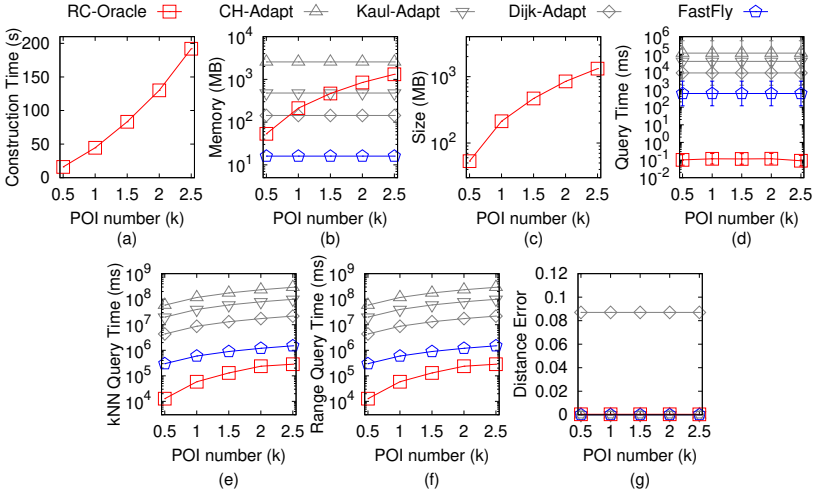 RC-Oracle CH-Adapt Kaul-Adapt Dijk-Adapt FastFly
Construction Time (s)
200
150
100
50
0
0.5 1 1.5 2 2.5
POI number (k)
(a)
Memory (MB)
10^4
10^3
10^2
10^1
0.5 1 1.5 2 2.5
POI number (k)
(b)
Size (MB)
10^3
10^2
0.5 1 1.5 2 2.5
POI number (k)
(c)
Query Time (ms)
10^6
10^5
10^4
10^3
10^2
10^1
10^0
10^-1
10^-2
0.5 1 1.5 2 2.5
POI number (k)
(d)
kNN Query Time (ms)
10^9
10^8
10^7
10^6
10^5
10^4
0.5 1 1.5 2 2.5
POI number (k)
(e)
Range Query Time (ms)
10^9
10^8
10^7
10^6
10^5
10^4
0.5 1 1.5 2 2.5
POI number (k)
(f)
Distance Error
0.12
0.1
0.08
0.06
0.04
0.02
0
0.5 1 1.5 2 2.5
POI number (k)
(g)